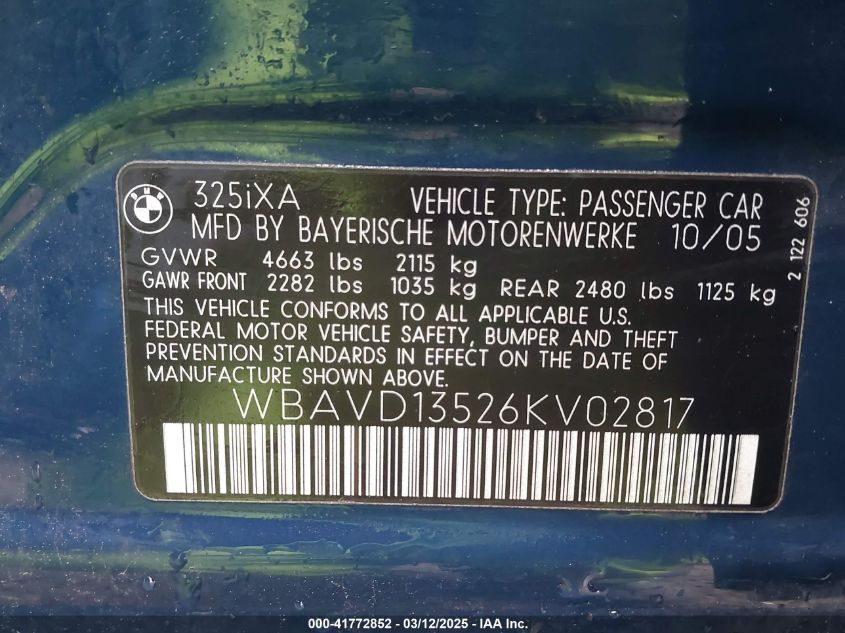 BMW
325iXA VEHICLE TYPE: PASSENGER CAR
MFD BY BAYERISCHE MOTORENWERKE 10/05
GVWR 4663 lbs 2115 kg
GAWR FRONT 2282 lbs 1035 kg REAR 2480 lbs 1125 kg
THIS VEHICLE CONFORMS TO ALL APPLICABLE U.S.
FEDERAL MOTOR VEHICLE SAFETY, BUMPER AND THEFT
PREVENTION STANDARDS IN EFFECT ON THE DATE OF
MANUFACTURE SHOWN ABOVE.
WBAVD13526KV02817
2 122 606
000-41772852 / 03/12/2025 - IAA Inc.